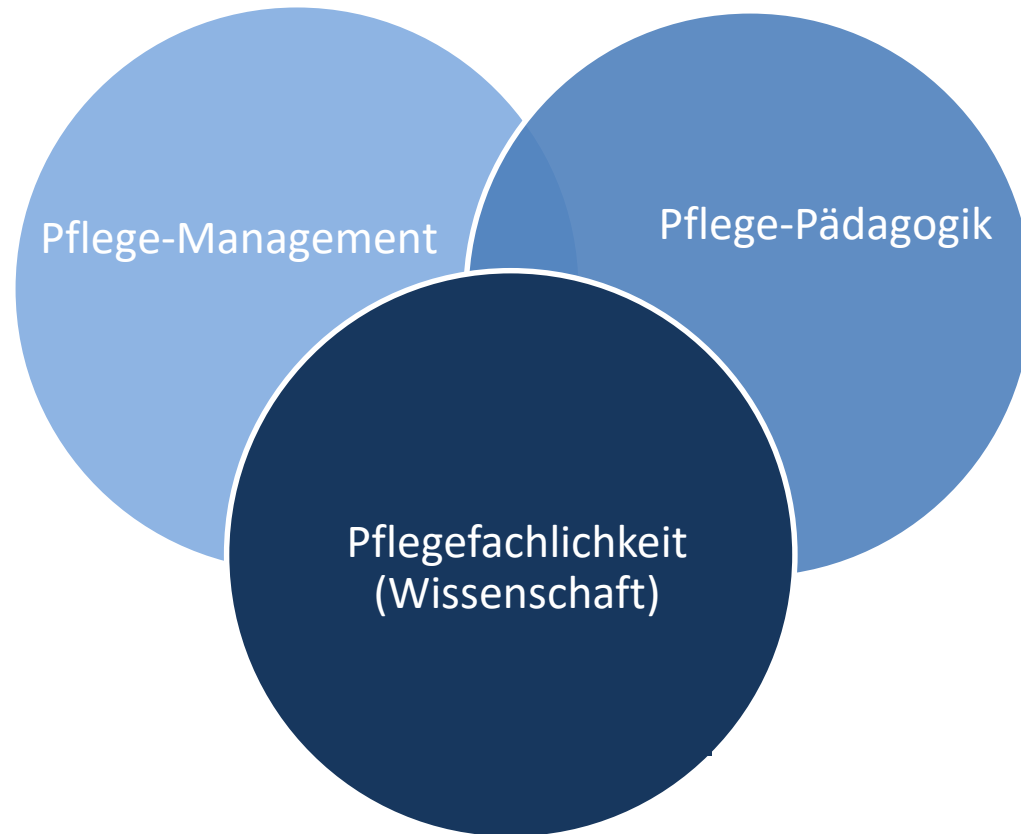 Pflege-Management
Pflege-Pädagogik
Pflegefachlichkeit
(Wissenschaft)